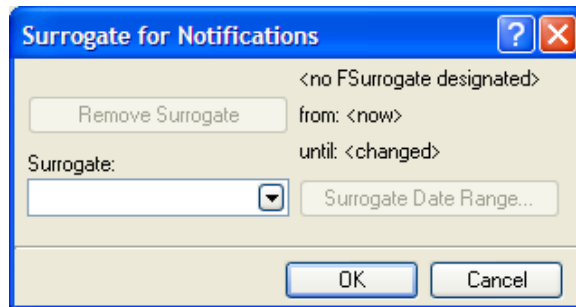 Surrogate for Notifications
<no FSurrogate designated>
Remove Surrogate
from: <now>
until: <changed>
Surrogate:
Surrogate Date Range...
OK
Cancel